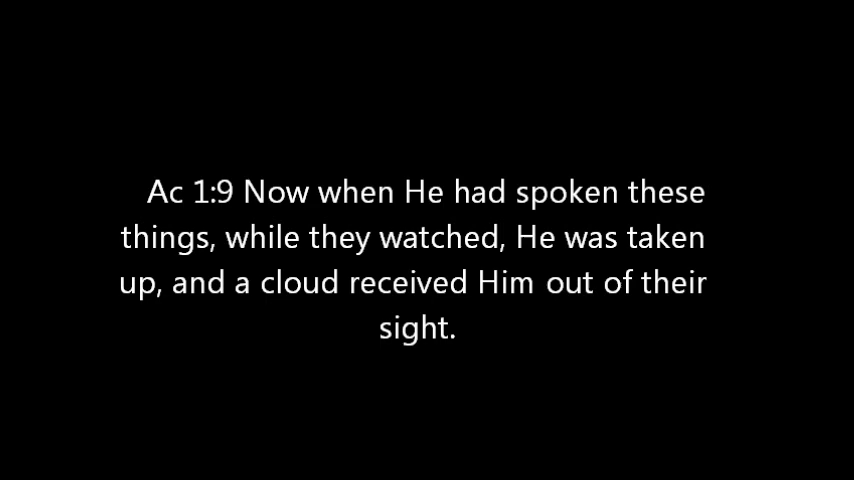 Ac 1:9 Now when He had spoken these
things, while they watched, He was taken
up, and a cloud received Him out of their
sight.